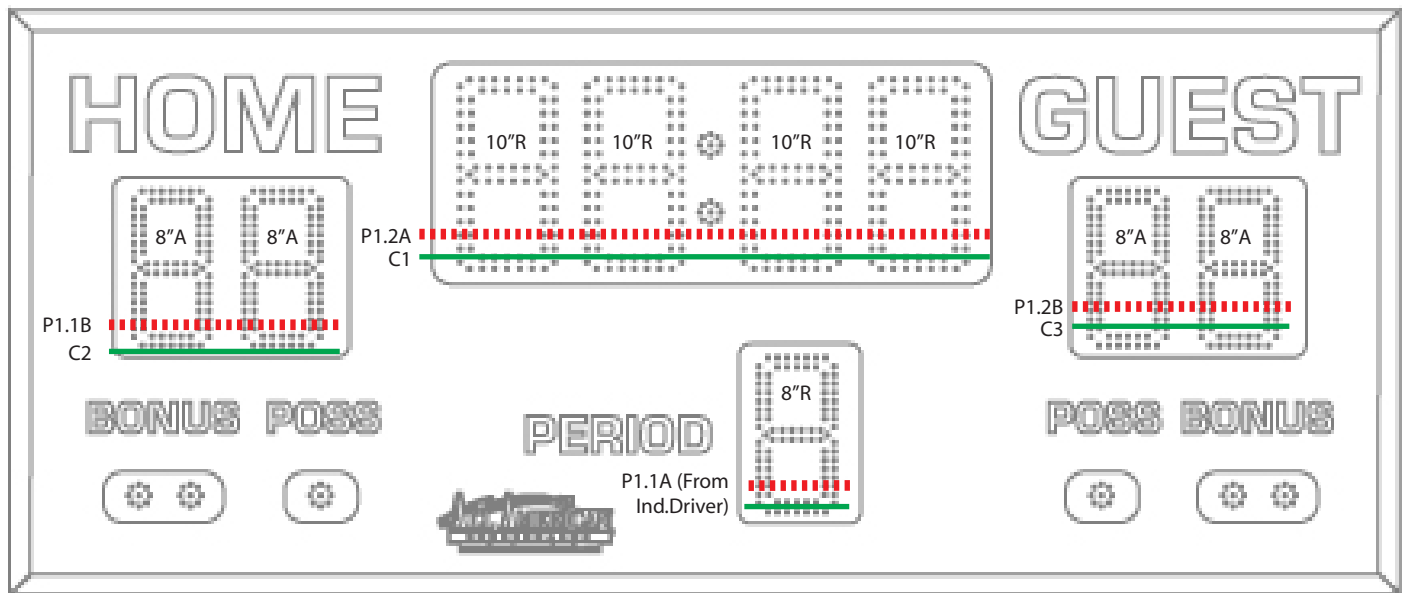 HOME
GUEST
10”R 10”R 10”R 10”R
8”A 8”A
8”A 8”A
P1.2A
C1
P1.1B
C2
P1.2B
C3
8”R
BONUS POSS
PERIOD
POSS BONUS
P1.1A (From
Ind.Driver)